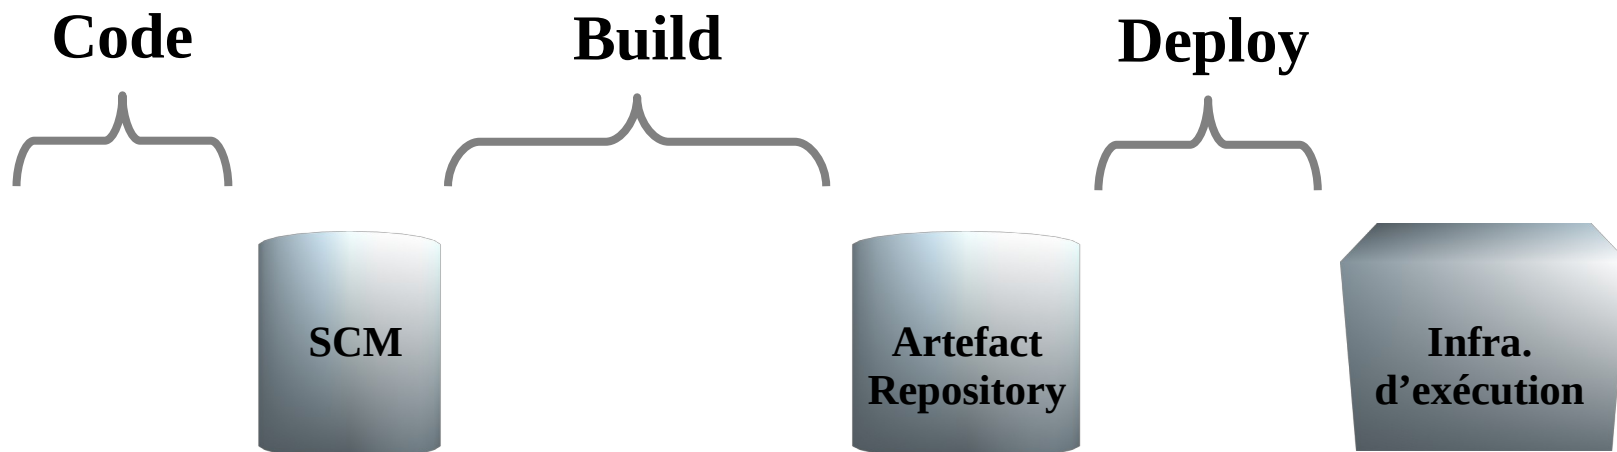 Code
Build
Deploy
SCM
Artefact
Repository
Infra.
d’exécution